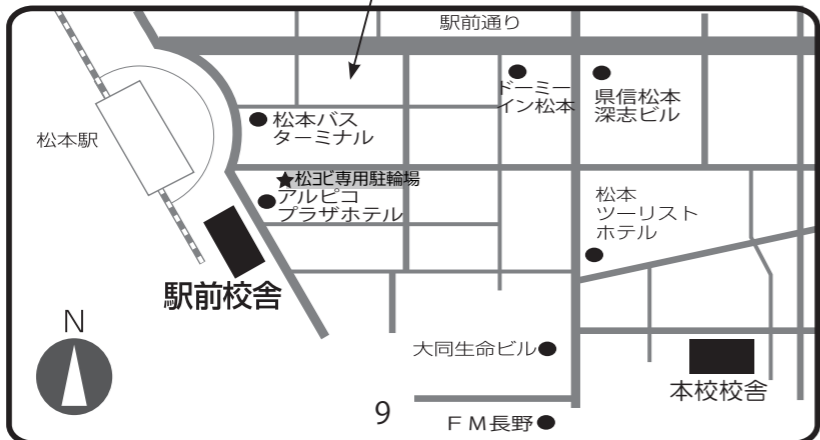 駅前通り
ドーミー
イン松本
県信松本
深志ビル
松本バス
ターミナル
松本駅
★松ヨビ専用駐輪場
アルピコ
プラザホテル
松本
ツーリスト
ホテル
駅前校舎
N
大同生命ビル
本校校舎
9
FM長野